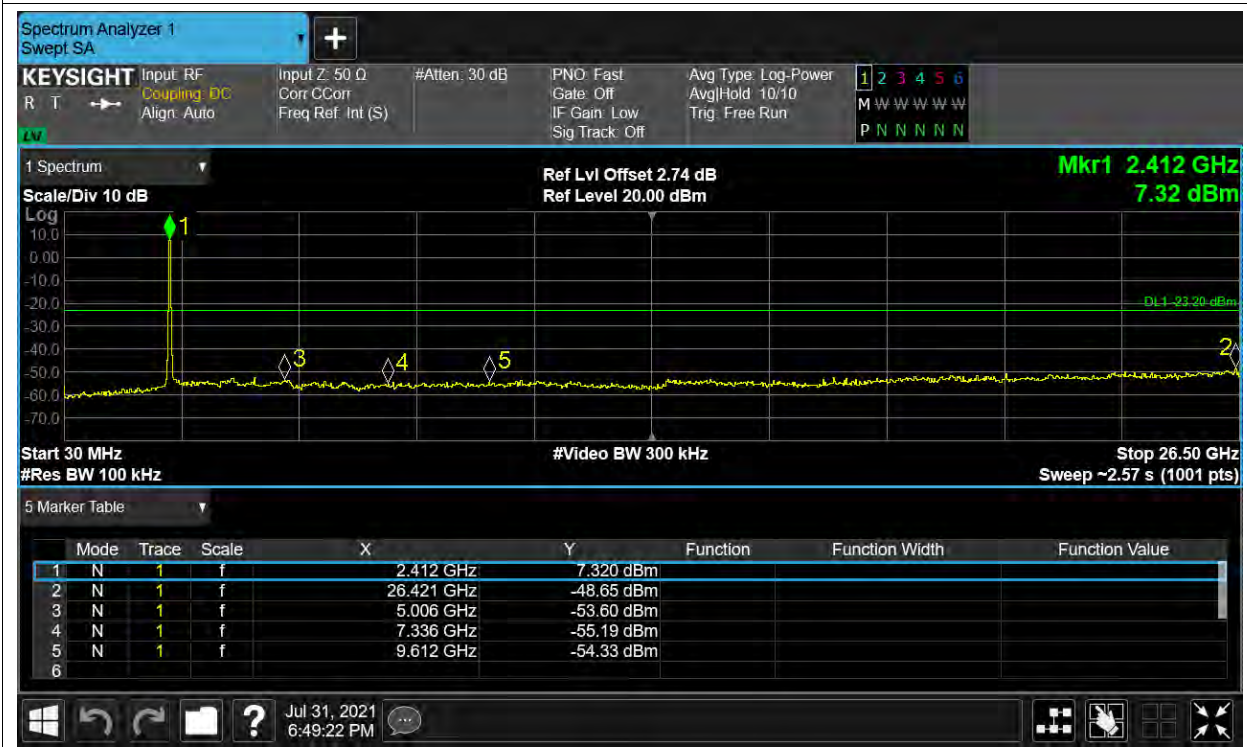 Spectrum Analyzer 1
Swept SA
+
KEYSIGHT Input: RF Input Z: 50 Ω #Atten: 30 dB PNO: Fast Avg Type: Log-Power 1 2 3 4 5 6
R T Coupling: DC Corr CCorr Gate: Off Avg|Hold: 10/10 M W W W W W
Align: Auto Freq Ref: Int (S) IF Gain: Low Trig: Free Run
Sig Track: Off P N N N N N
1 Spectrum Ref Lvl Offset 2.74 dB Mkr1 2.412 GHz
Scale/Div 10 dB Ref Level 20.00 dBm 7.32 dBm
Log
1
10.0
0.00
-10.0
-20.0 DL1 -23.20 dBm
-30.0
-40.0 2
3 4 5
-50.0
-60.0
-70.0
Start 30 MHz #Video BW 300 kHz Stop 26.50 GHz
#Res BW 100 kHz Sweep ~2.57 s (1001 pts)
5 Marker Table
Mode Trace Scale X Y Function Function Width Function Value
1 N 1 f 2.412 GHz 7.320 dBm
2 N 1 f 26.421 GHz -48.65 dBm
3 N 1 f 5.006 GHz -53.60 dBm
4 N 1 f 7.336 GHz -55.19 dBm
5 N 1 f 9.612 GHz -54.33 dBm
6
? Jul 31, 2021
6:49:22 PM